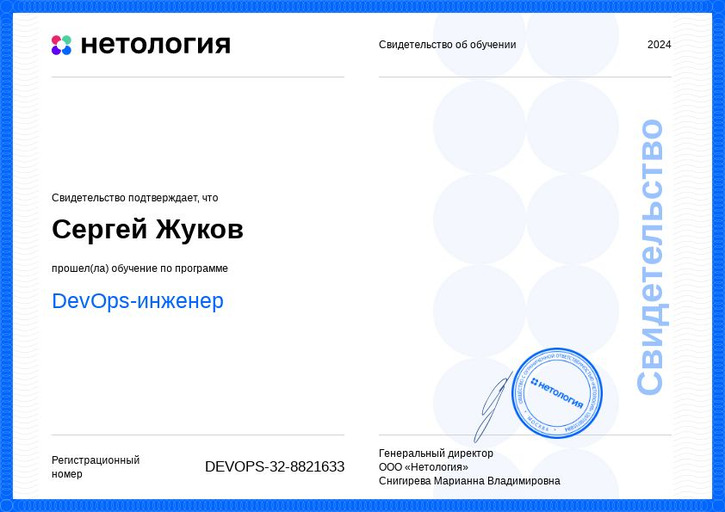 нетология
Свидетельство об обучении
2024
Свидетельство
Свидетельство подтверждает, что
Сергей Жуков
прошел(ла) обучение по программе
DevOps-инженер
нетология
МОСКВА
Регистрационный
номер
DEVOPS-32-8821633
Генеральный директор
ООО «Нетология»
Снигирева Марианна Владимировна